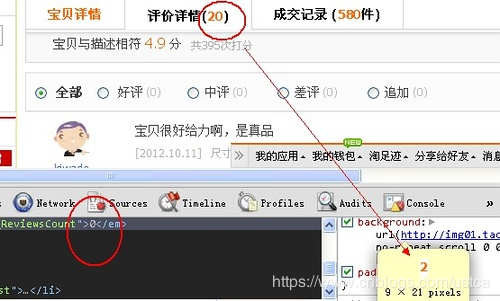 宝贝详情 评价详情(20) 成交记录 (580件)
宝贝与描述相符 4.9 分 共395次打分
全部 好评 (0) 中评 (0) 差评 (0) 追加 (0)
宝贝很好给力啊，是真品
[2012.10.11] 尺寸
NEW
» 我的应用 我的钱包 淘足迹 分享给好友 消息
Network Sources Timeline Profiles Audits Console
_ReviewsCount">0</em>
background:
url(http://img01.tao
no-repeat scroll 0 0
st">…</li>
pad
2
9 × 21 pixels
https://www.cnblogs.com/ustca